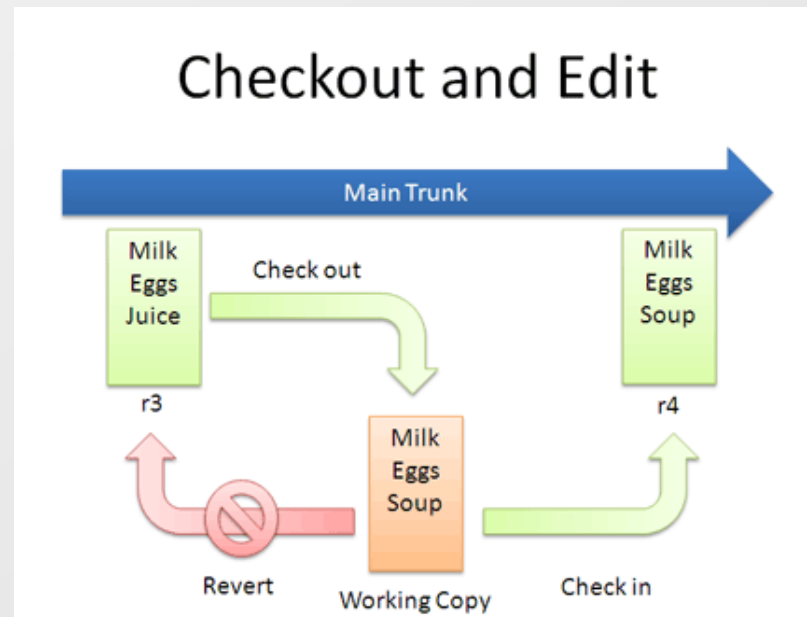 Checkout and Edit
Main Trunk
Milk
Eggs
Juice
r3
Check out
Milk
Eggs
Soup
r4
Milk
Eggs
Soup
Working Copy
Revert
Check in